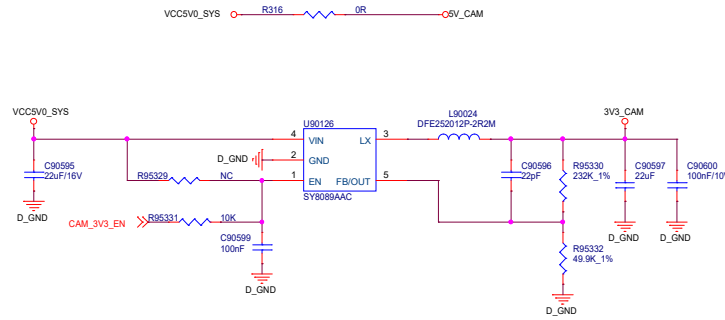 VCC5V0_SYS R316 0R 5V_CAM
VCC5V0_SYS
U90126
L90024
DFE252012P-2R2M
3V3_CAM
4 VIN LX 3
D_GND 2 GND
1 EN FB/OUT 5
SY8089AAC
C90595
22uF/16V
D_GND
R95329 NC
CAM_3V3_EN R95331 10K
C90599
100nF
D_GND
C90596
22pF
R95330
232K_1%
C90597
22uF
D_GND
C90600
100nF/10V
D_GND
R95332
49.9K_1%
D_GND